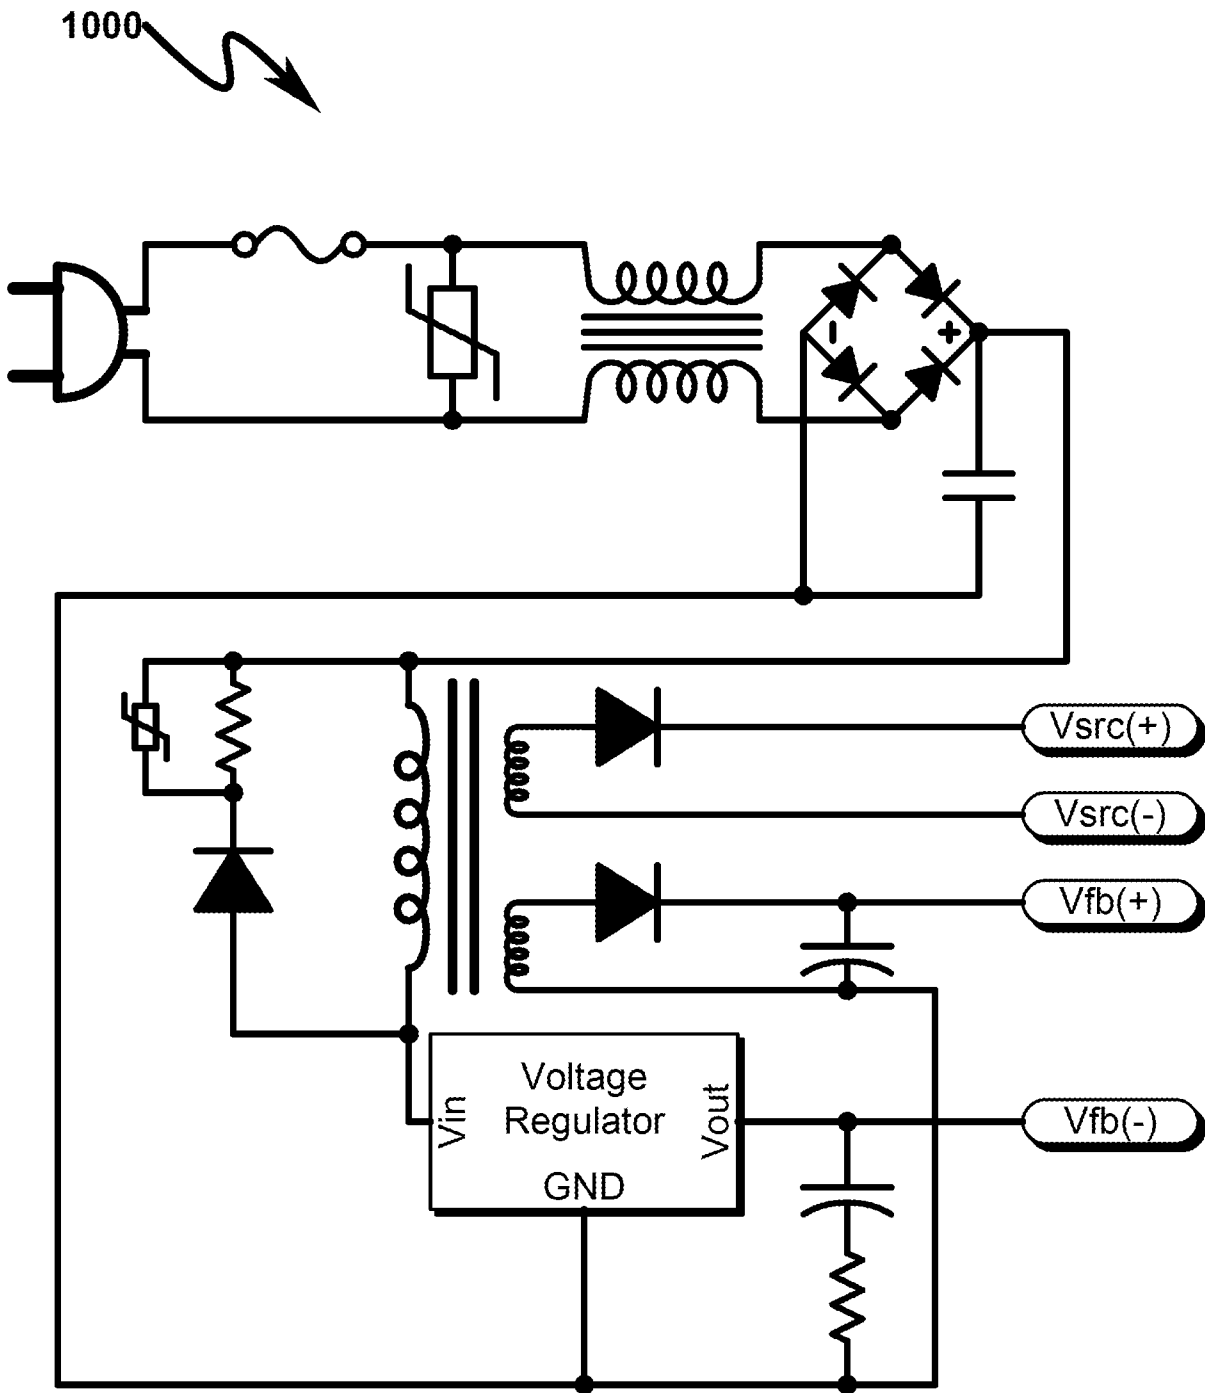 1000
-
+
Vsrc(+)
Vsrc(-)
Vfb(+)
Voltage
Regulator
Vin
Vout
GND
Vfb(-)